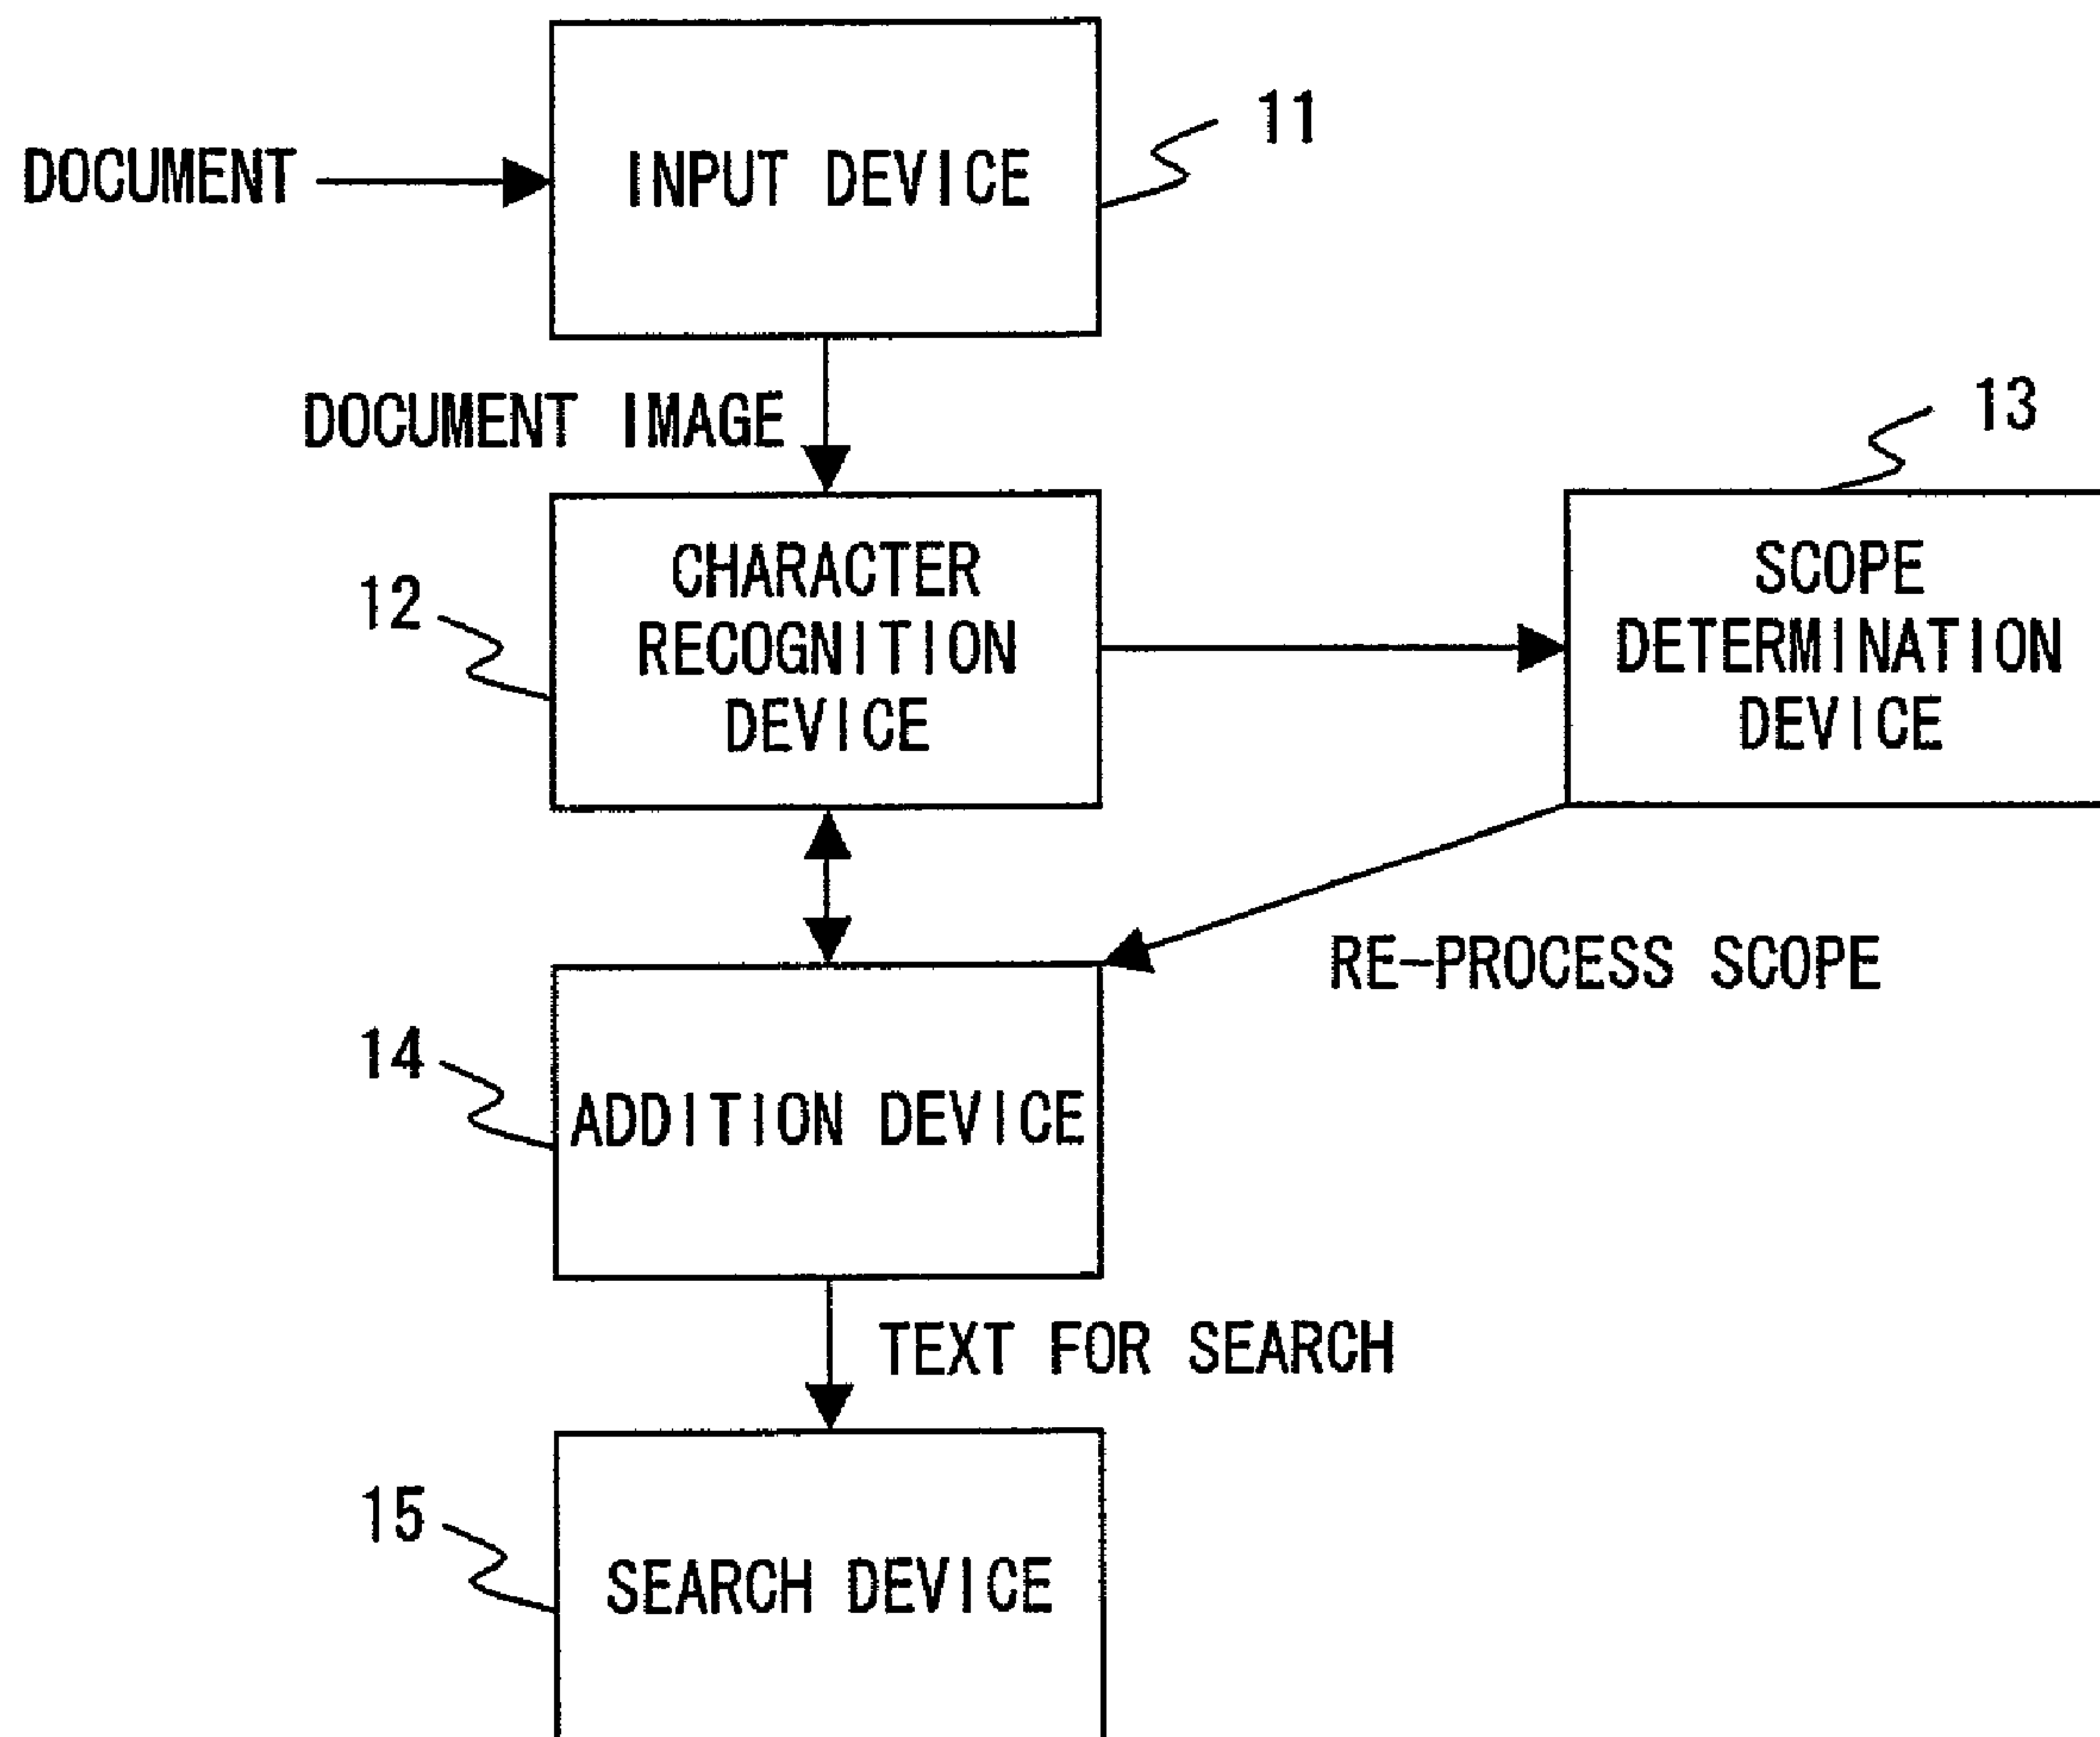 11
DOCUMENT
INPUT DEVICE
DOCUMENT IMAGE
13
12
CHARACTER
RECOGNITION
DEVICE
SCOPE
DETERMINATION
DEVICE
RE-PROCESS SCOPE
14
ADDITION DEVICE
TEXT FOR SEARCH
15
SEARCH DEVICE